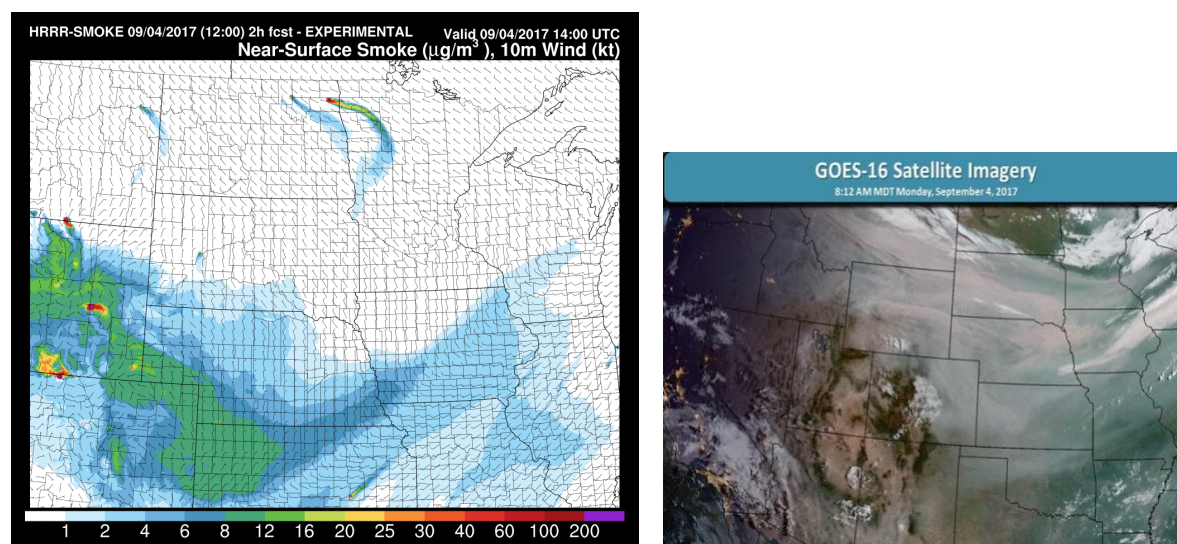 HRRR-SMOKE 09/04/2017 (12:00) 2h fcst - EXPERIMENTAL Valid 09/04/2017 14:00 UTC
Near-Surface Smoke (μg/m³), 10m Wind (kt)
1 2 4 6 8 12 16 20 25 30 40 60 100 200
GOES-16 Satellite Imagery
8:12 AM MDT Monday, September 4, 2017